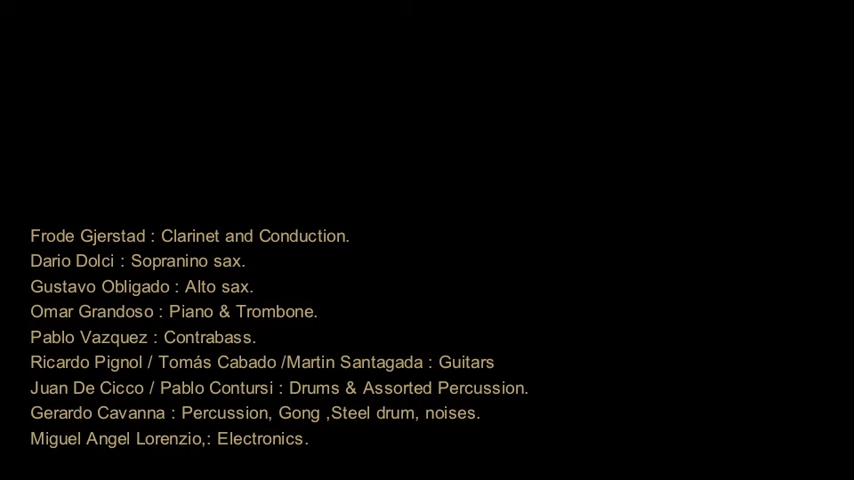 Frode Gjerstad : Clarinet and Conduction.
Dario Dolci : Sopranino sax.
Gustavo Obligado : Alto sax.
Omar Grandoso : Piano & Trombone.
Pablo Vazquez : Contrabass.
Ricardo Pignol / Tomás Cabado /Martin Santagada : Guitars
Juan De Cicco / Pablo Contursi : Drums & Assorted Percussion.
Gerardo Cavanna : Percussion, Gong ,Steel drum, noises.
Miguel Angel Lorenzio,: Electronics.